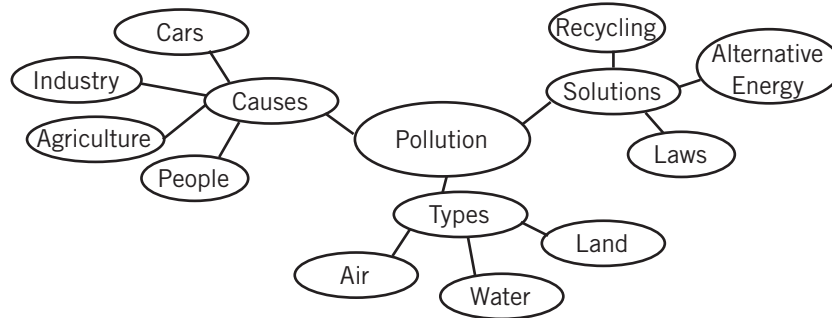 Cars
Industry
Causes
Agriculture
People
Pollution
Recycling
Solutions
Alternative
Energy
Laws
Types
Air
Water
Land